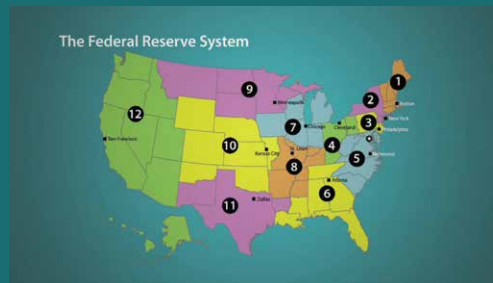 The Federal Reserve System
1
9
2
Minneapolis
Boston
12
New York
3
7
Chicago
Cleveland
Philadelphia
San Francisco
10
4
Kansas City
St. Louis
5
Richmond
8
Atlanta
6
11
Dallas